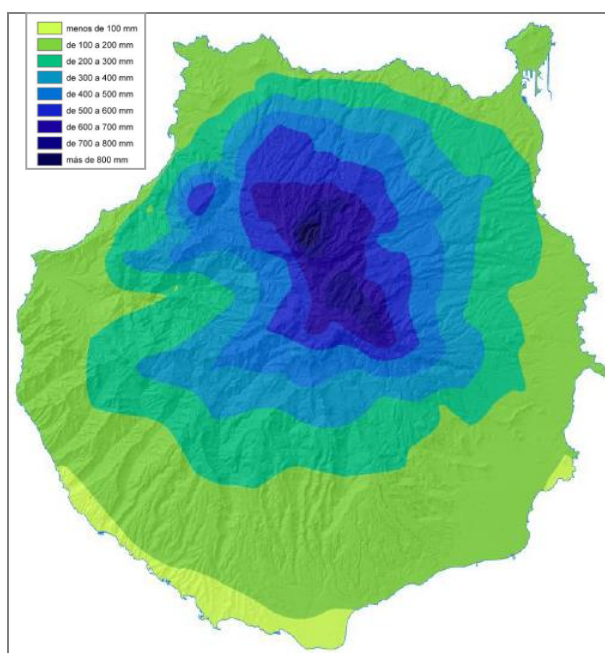 menos de 100 mm
de 100 a 200 mm
de 200 a 300 mm
de 300 a 400 mm
de 400 a 500 mm
de 500 a 600 mm
de 600 a 700 mm
de 700 a 800 mm
más de 800 mm